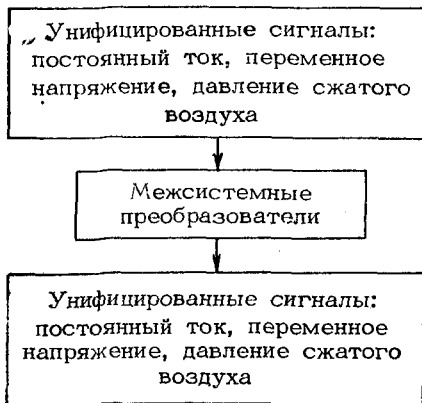 Унифицированные сигналы:
постоянный ток, переменное
напряжение, давление сжатого
воздуха
Межсистемные
преобразователи
Унифицированные сигналы:
постоянный ток, переменное
напряжение, давление сжатого
воздуха